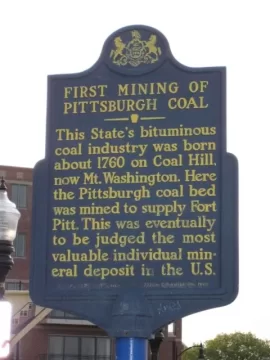 FIRST MINING OF
PITTSBURGH COAL
This State's bituminous
coal industry was born
about 1760 on Coal Hill,
now Mt. Washington. Here
the Pittsburgh coal bed
was mined to supply Fort
Pitt. This was eventually
to be judged the most
valuable individual min-
eral deposit in the U.S.